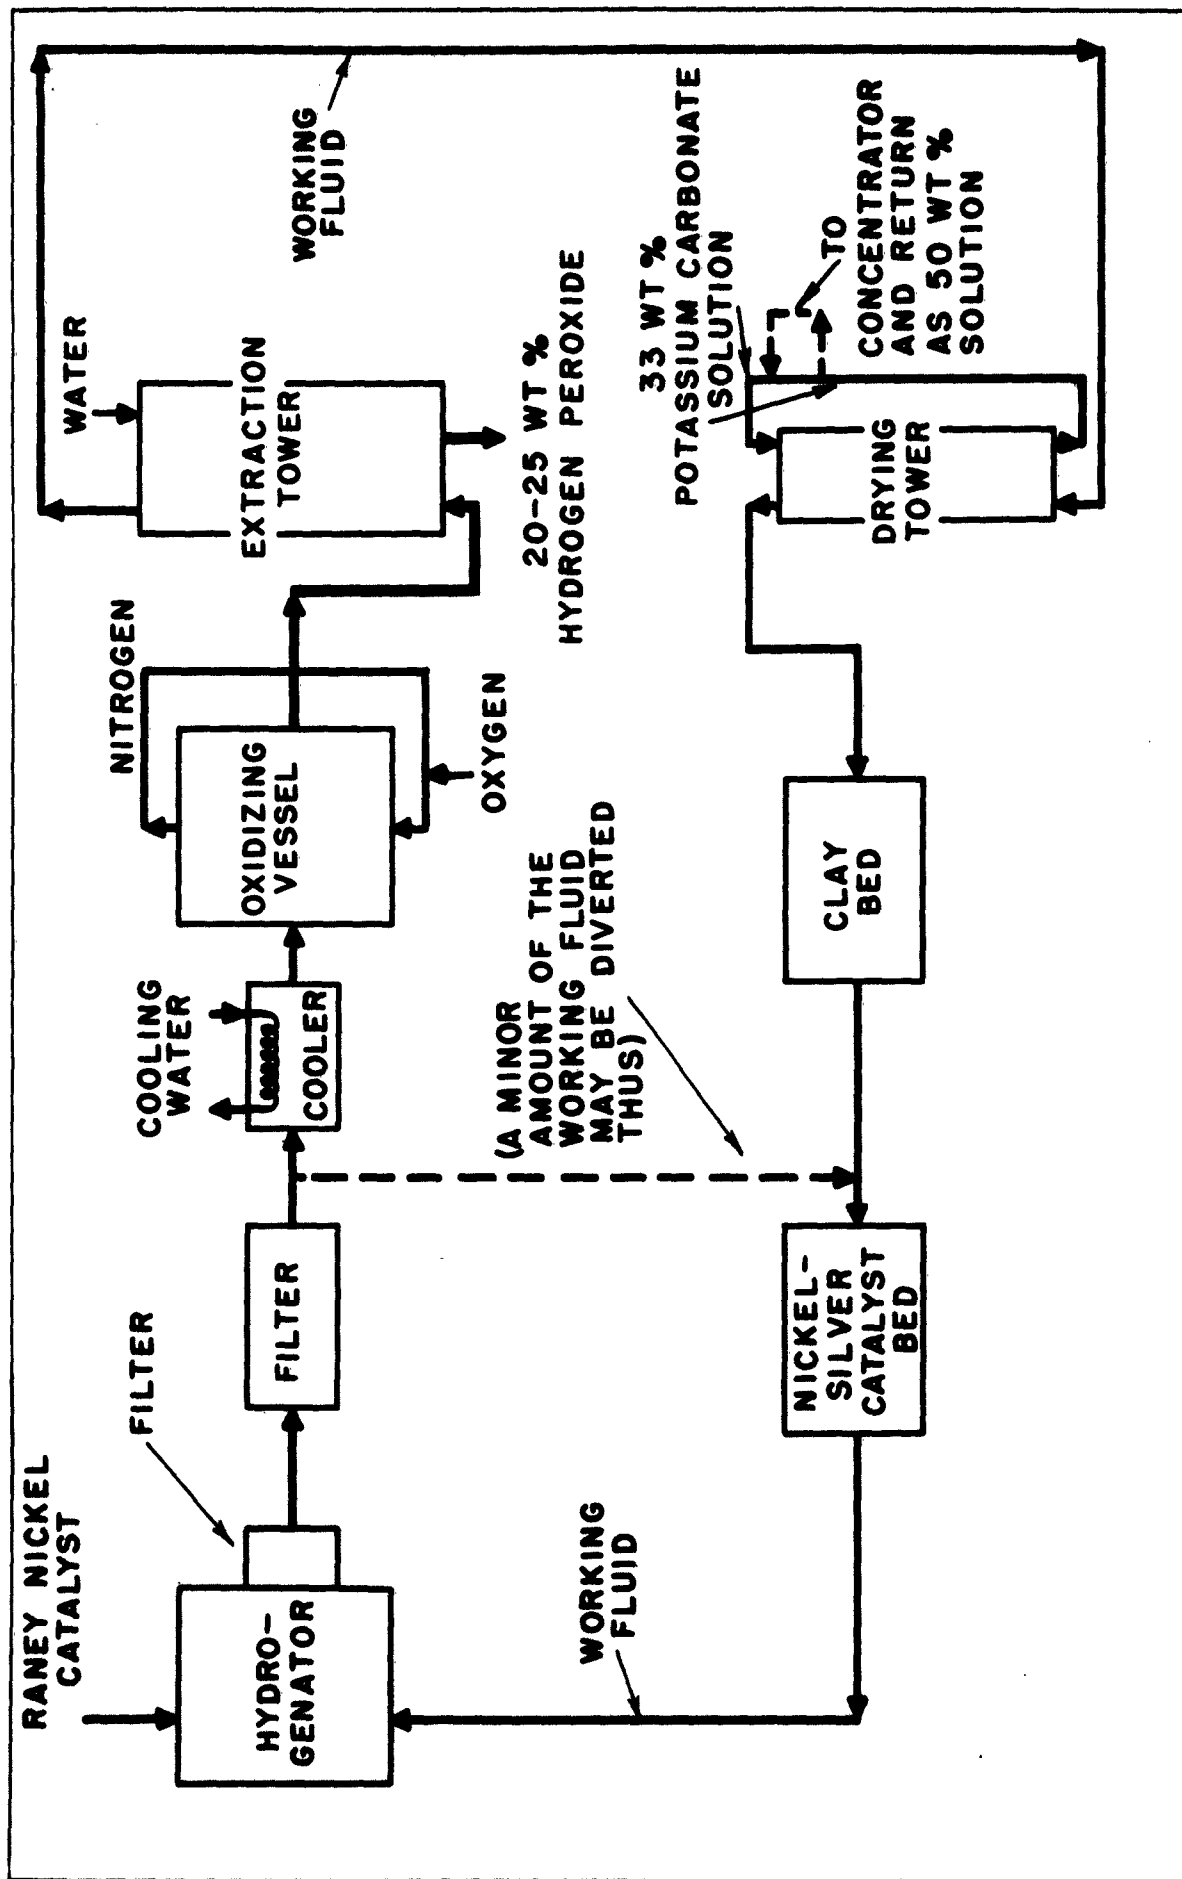 RANEY NICKEL
CATALYST
HYDRO-
GENATOR
FILTER
FILTER
COOLING
WATER
COOLER
NITROGEN
OXIDIZING
VESSEL
OXYGEN
WATER
EXTRACTION
TOWER
20-25 WT %
HYDROGEN PEROXIDE
WORKING
FLUID
(A MINOR
AMOUNT OF THE
WORKING FLUID
MAY BE DIVERTED
THUS)
WORKING
FLUID
NICKEL-
SILVER
CATALYST
BED
CLAY
BED
DRYING
TOWER
33 WT %
POTASSIUM CARBONATE
SOLUTION
TO
CONCENTRATOR
AND RETURN
AS 50 WT %
SOLUTION